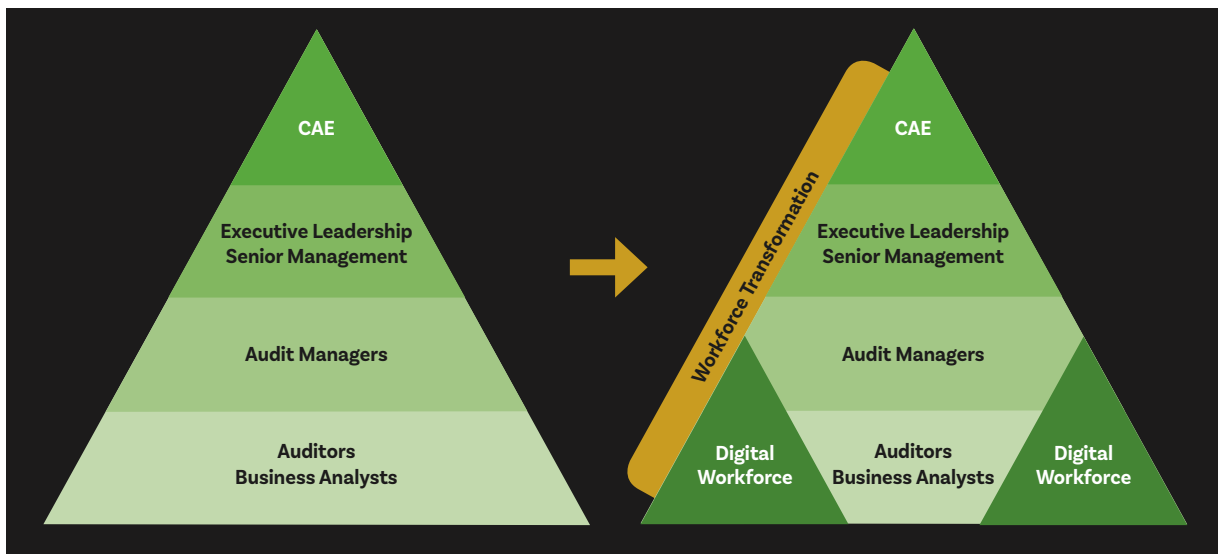 CAE
Executive Leadership
Senior Management
Audit Managers
Auditors
Business Analysts
Workforce Transformation
CAE
Executive Leadership
Senior Management
Audit Managers
Digital
Workforce
Auditors
Business Analysts
Digital
Workforce